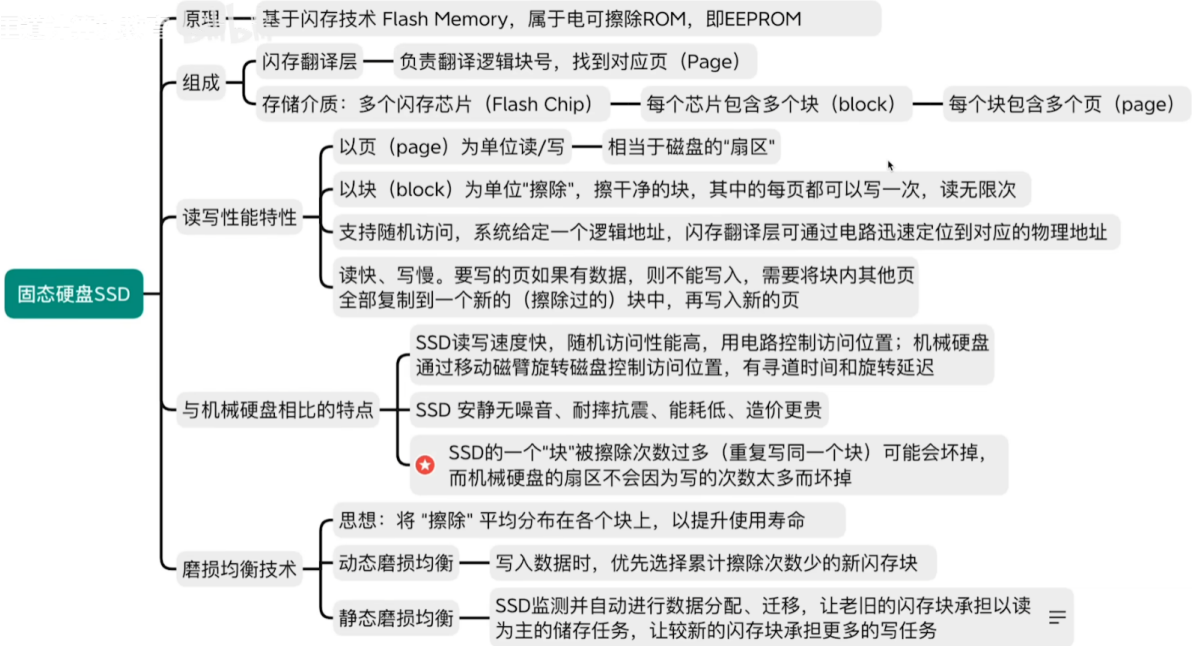 固态硬盘SSD
原理
基于闪存技术 Flash Memory，属于电可擦除ROM，即EEPROM
组成
闪存翻译层
负责翻译逻辑块号，找到对应页（Page）
存储介质：多个闪存芯片（Flash Chip）
每个芯片包含多个块（block）
每个块包含多个页（page）
读写性能特性
以页（page）为单位读/写
相当于磁盘的"扇区"
以块（block）为单位"擦除"，擦干净的块，其中的每页都可以写一次，读无限次
支持随机访问，系统给定一个逻辑地址，闪存翻译层可通过电路迅速定位到对应的物理地址
读快、写慢。要写的页如果有数据，则不能写入，需要将块内其他页
全部复制到一个新的（擦除过的）块中，再写入新的页
与机械硬盘相比的特点
SSD读写速度快，随机访问性能高，用电路控制访问位置；机械硬盘
通过移动磁臂旋转磁盘控制访问位置，有寻道时间和旋转延迟
SSD 安静无噪音、耐摔抗震、能耗低、造价更贵
SSD的一个"块"被擦除次数过多（重复写同一个块）可能会坏掉，
而机械硬盘的扇区不会因为写的次数太多而坏掉
磨损均衡技术
思想：将 "擦除" 平均分布在各个块上，以提升使用寿命
动态磨损均衡
写入数据时，优先选择累计擦除次数少的新闪存块
静态磨损均衡
SSD监测并自动进行数据分配、迁移，让老旧的闪存块承担以读
为主的储存任务，让较新的闪存块承担更多的写任务